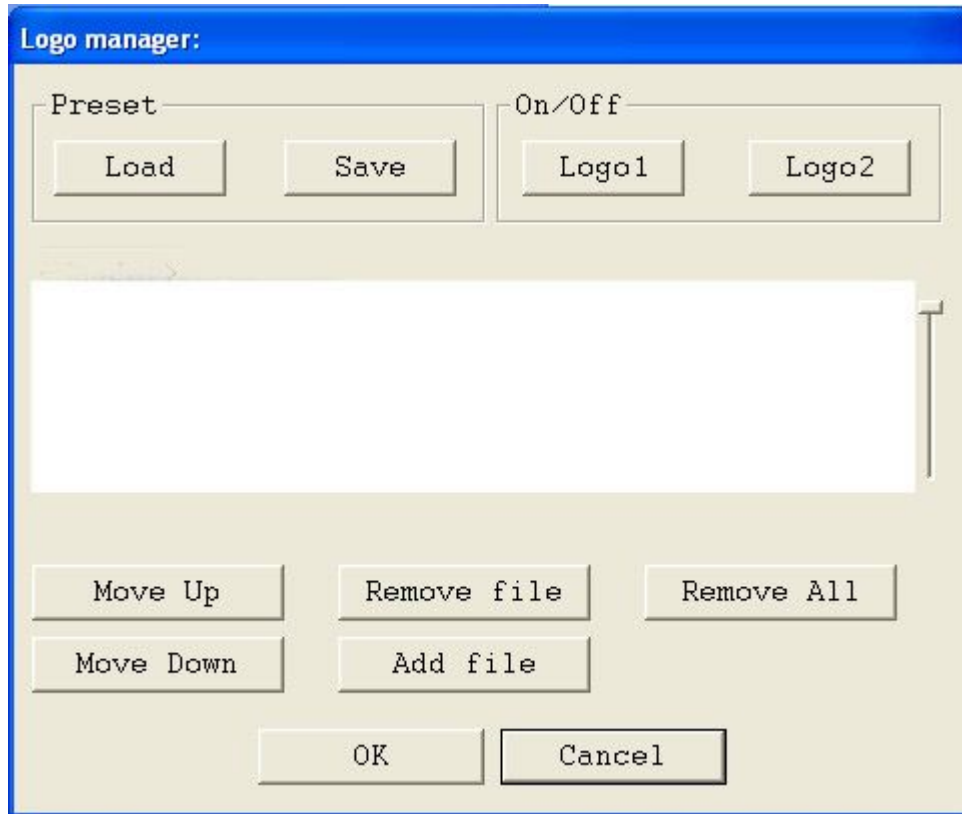 Logo manager:
Preset On/Off
Load Save Logo1 Logo2
Move Up Remove file Remove All
Move Down Add file
OK Cancel